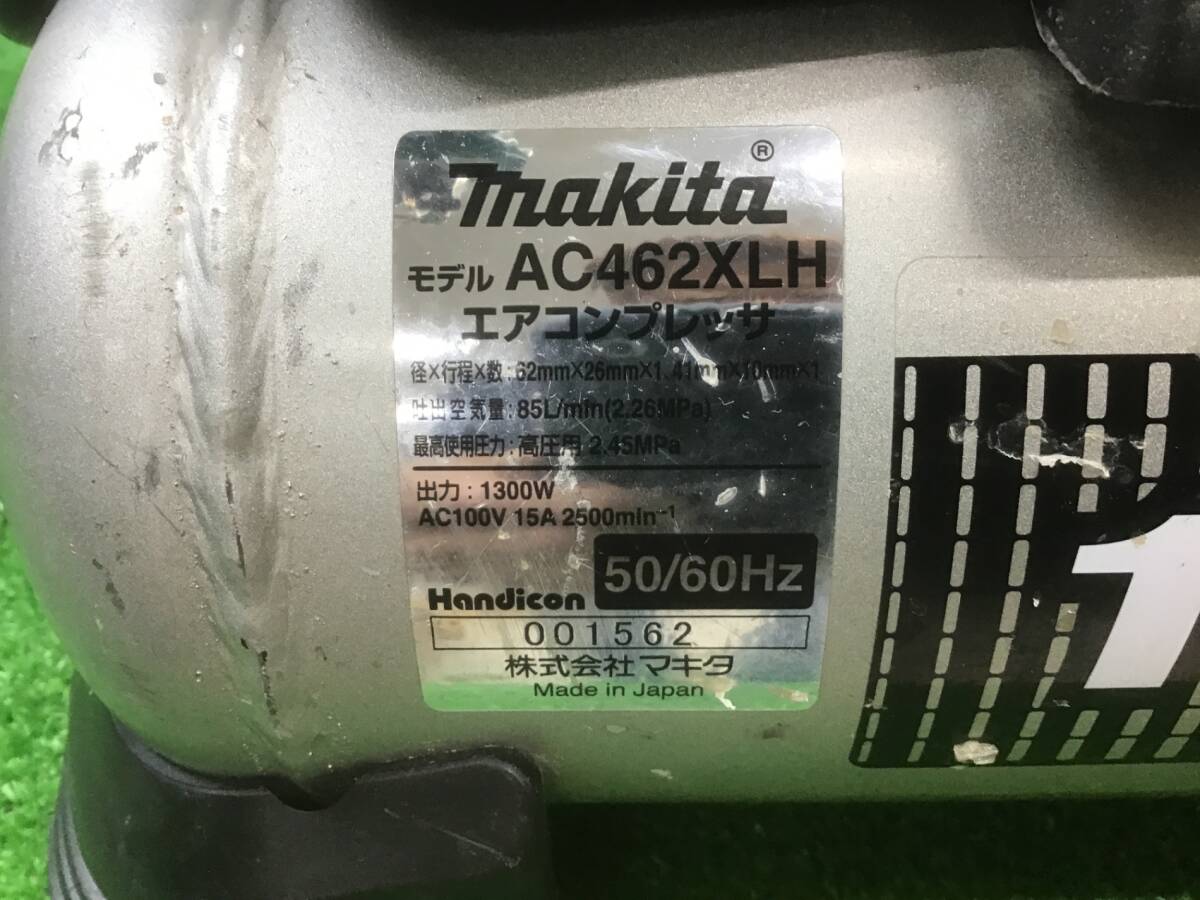 makita®
モデル AC462XLH
エアコンプレッサ
径×行程×数:62mm×26mm×1.41mm×10mm×1
吐出空気量:85L/min(2.26MPa)
最高使用圧力:高圧用 2.45MPa
出力:1300W
AC100V 15A 2500min⁻¹
Handicon 50/60Hz
001562
株式会社 マキタ
Made in Japan
1